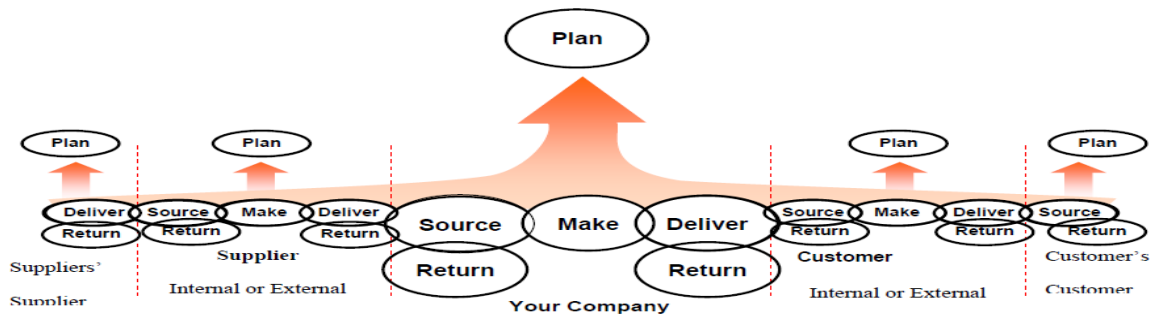 Plan
Plan Plan Plan Plan
Deliver Source Make Deliver Source Make Deliver Source Make Deliver Source
Return Return Return Return Return Return Return Return
Suppliers' Supplier Customer Customer's
Supplier Internal or External Internal or External Customer
Your Company